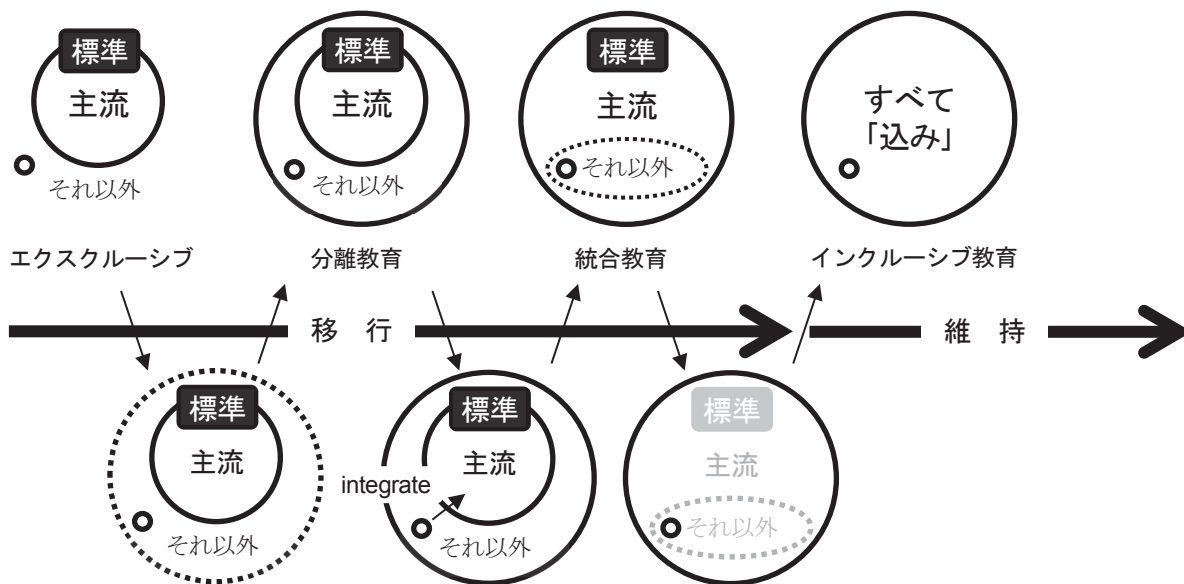 標準
主流
それ以外
標準
主流
それ以外
標準
主流
それ以外
すべて
「込み」
エクスクルーシブ
分離教育
統合教育
インクルーシブ教育
移 行
維 持
標準
主流
それ以外
標準
主流
integrate
それ以外
標準
主流
それ以外